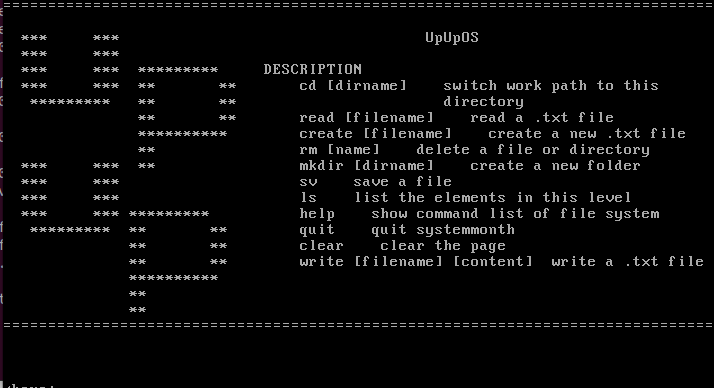 UpUpOS
DESCRIPTION
cd [dirname] switch work path to this
directory
read [filename] read a .txt file
create [filename] create a new .txt file
rm [name] delete a file or directory
mkdir [dirname] create a new folder
sv save a file
ls list the elements in this level
help show command list of file system
quit quit systemmonth
clear clear the page
write [filename] [content] write a .txt file